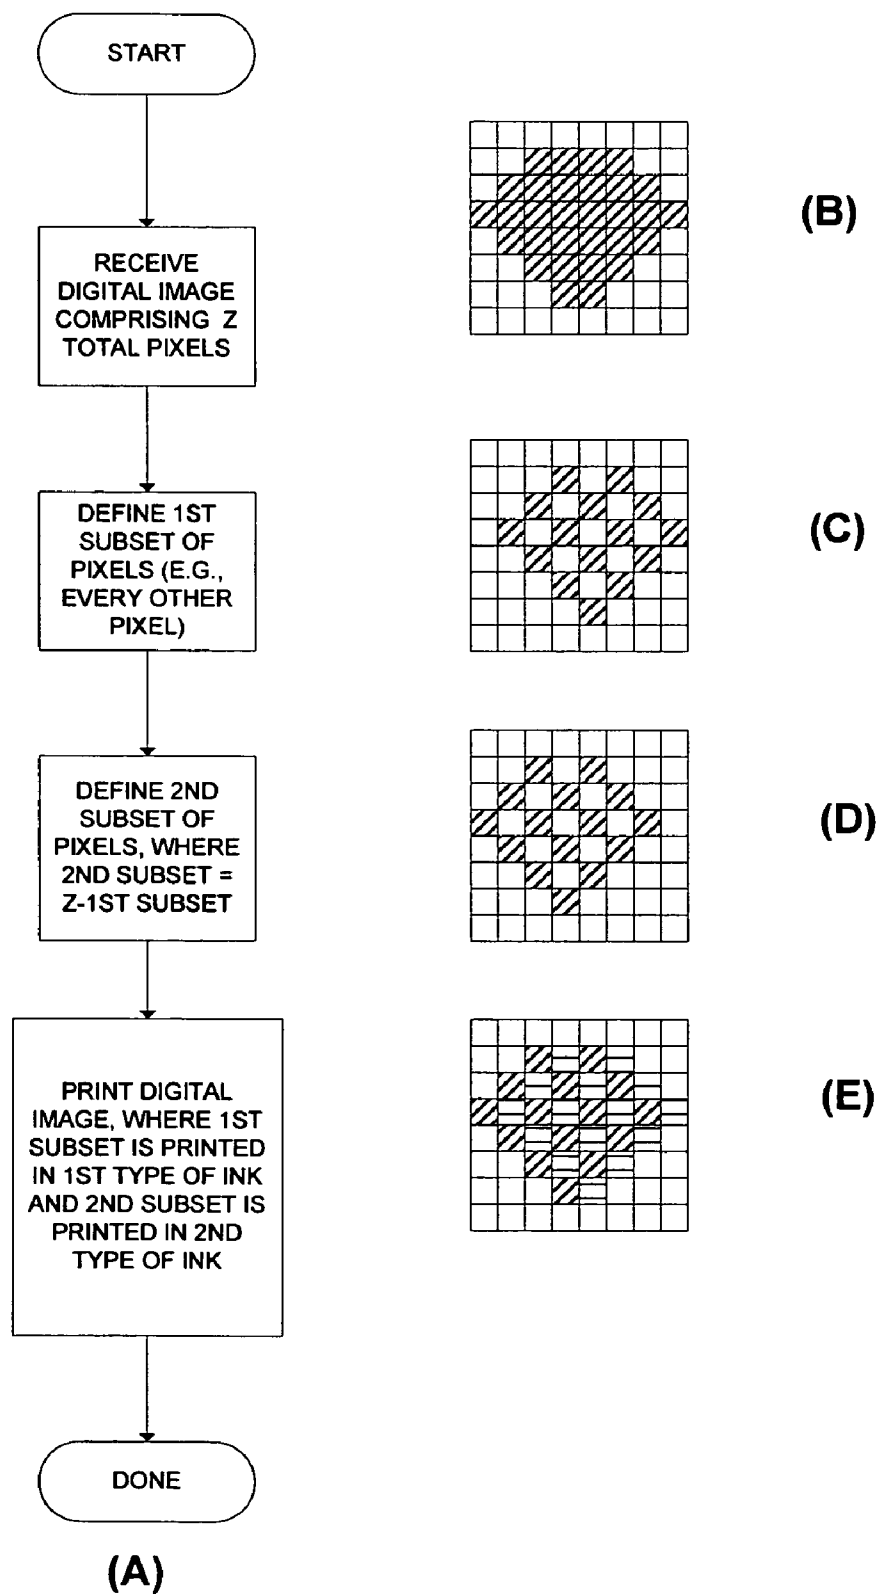 START
RECEIVE
DIGITAL IMAGE
COMPRISING Z
TOTAL PIXELS
DEFINE 1ST
SUBSET OF
PIXELS (E.G.,
EVERY OTHER
PIXEL)
DEFINE 2ND
SUBSET OF
PIXELS, WHERE
2ND SUBSET =
Z-1ST SUBSET
PRINT DIGITAL
IMAGE, WHERE 1ST
SUBSET IS PRINTED
IN 1ST TYPE OF INK
AND 2ND SUBSET IS
PRINTED IN 2ND
TYPE OF INK
DONE
(A)
(B)
(C)
(D)
(E)